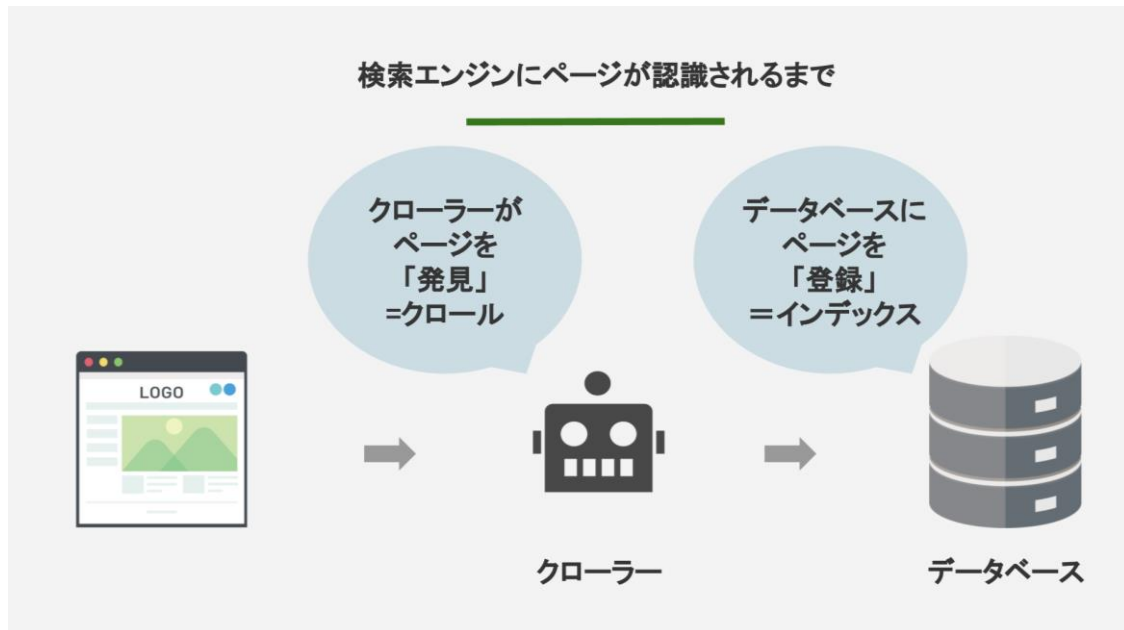 検索エンジンにページが認識されるまで
クローラーが
ページを
「発見」
=クロール
データベースに
ページを
「登録」
＝インデックス
LOGO
クローラー
データベース